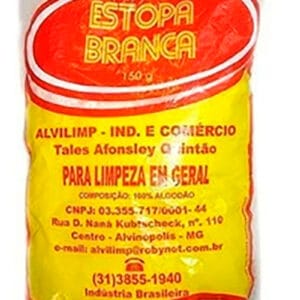 ESTOPA
BRANCA
150 g
ALVILIMP - IND. E COMÉRCIO
Tales Afonsley Quintão
PARA LIMPEZA EM GERAL
COMPOSIÇÃO: 100% ALGODÃO
CNPJ: 03.355.717/0001- 44
Rua D. Naná Kubtscheck, nº. 110
Centro - Alvinópolis - MG
e-mail: alvilimp@robynot.com.br
(31)3855-1940
Indústria Brasileira